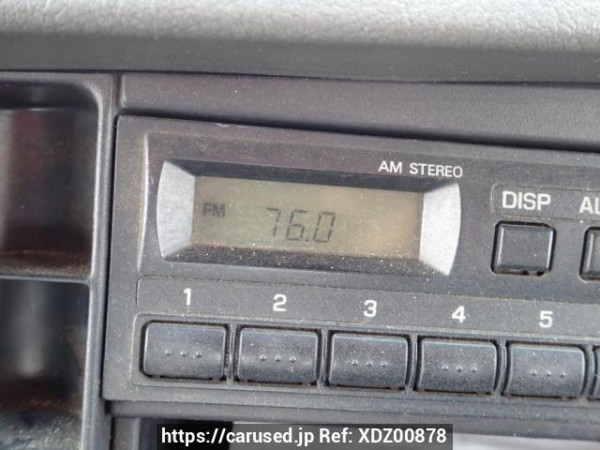 AM STEREO
FM 76.0
DISP
1 2 3 4 5
https://carused.jp Ref: XDZ00878